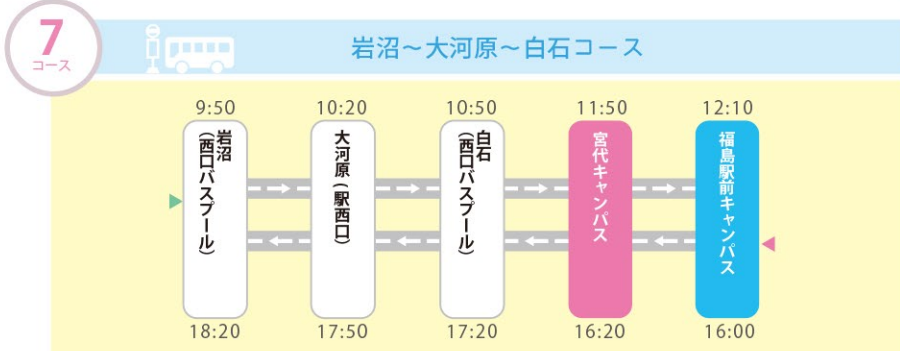 7
コース
岩沼～大河原～白石コース
9:50
10:20
10:50
11:50
12:10
岩沼
（西口バスプール）
大河原（駅西口）
白石
（西口バスプール）
宮代キャンパス
福島駅前キャンパス
18:20
17:50
17:20
16:20
16:00